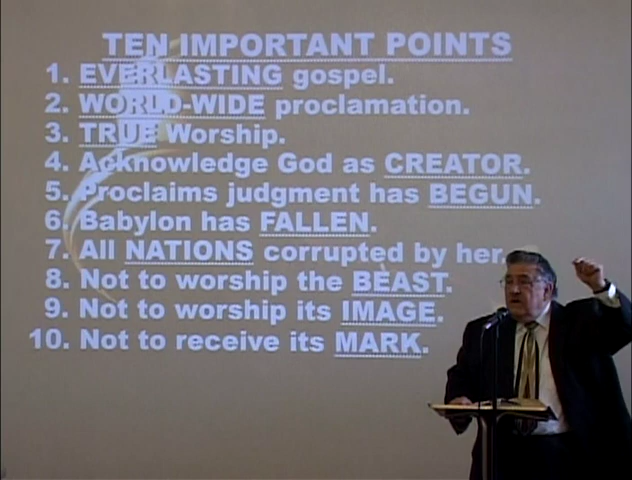 TEN IMPORTANT POINTS
1. EVERLASTING gospel.
2. WORLD-WIDE proclamation.
3. TRUE Worship.
4. Acknowledge God as CREATOR.
5. Proclaims judgment has BEGUN.
6. Babylon has FALLEN.
7. All NATIONS corrupted by her.
8. Not to worship the BEAST.
9. Not to worship its IMAGE.
10. Not to receive its MARK.